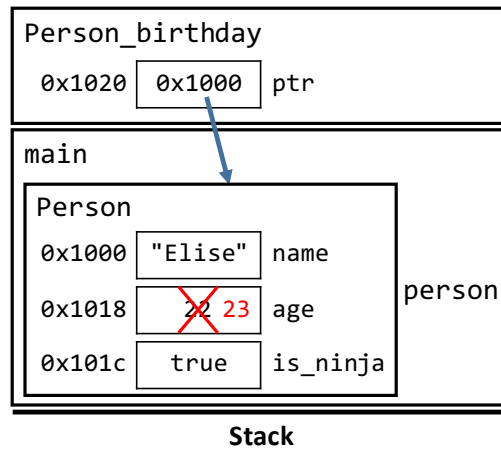 Person_birthday
0x1020 0x1000 ptr
main
Person
0x1000 "Elise" name
person
0x1018 22 23 age
0x101c true is_ninja
Stack